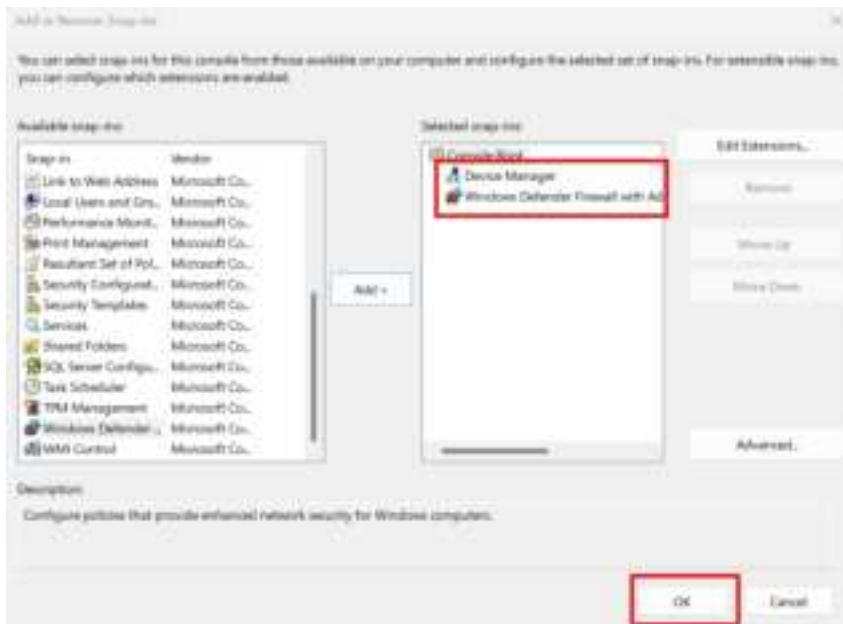 Add or Remove Snap-ins
You can select snap-ins for this console from those available on your computer and configure the selected set of snap-ins. For extensible snap-ins,
you can configure which extensions are enabled.
Available snap-ins:
Selected snap-ins:
Snap-in Vendor
Link to Web Address Microsoft Co...
Local Users and Gro... Microsoft Co...
Performance Monit... Microsoft Co...
Print Management Microsoft Co...
Resultant Set of Pol... Microsoft Co...
Security Configurat... Microsoft Co...
Security Templates Microsoft Co...
Services Microsoft Co...
Shared Folders Microsoft Co...
SQL Server Configu... Microsoft Co...
Task Scheduler Microsoft Co...
TPM Management Microsoft Co...
Windows Defender ... Microsoft Co...
WMI Control Microsoft Co...
Add >
Console Root
Device Manager
Windows Defender Firewall with Ad
Edit Extensions...
Remove
Move Up
Move Down
Advanced...
Description:
Configure policies that provide enhanced network security for Windows computers.
OK
Cancel